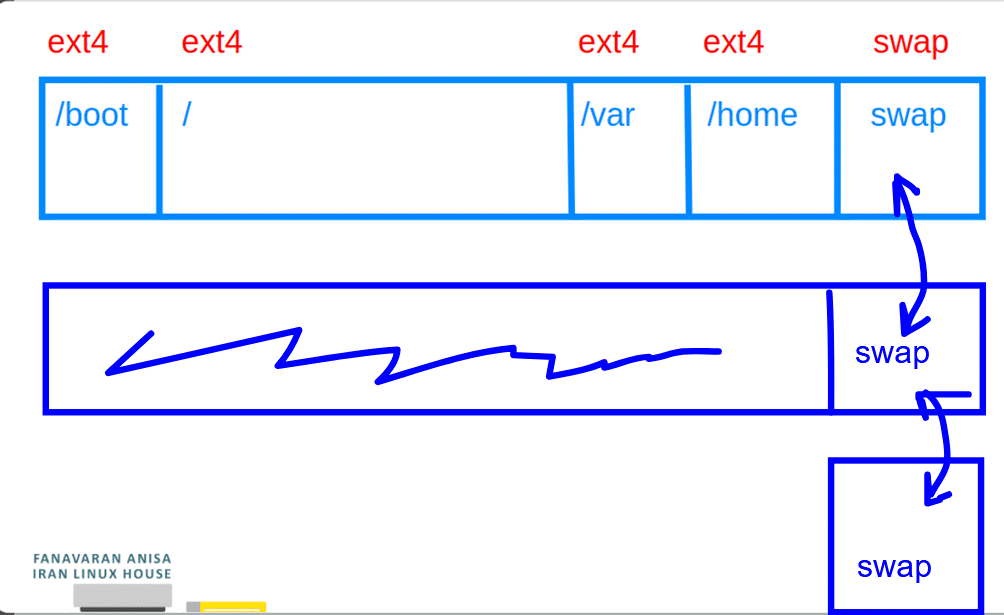 ext4 ext4 ext4 ext4 swap
/boot / /var /home swap
swap
swap
FANAVARAN ANISA
IRAN LINUX HOUSE